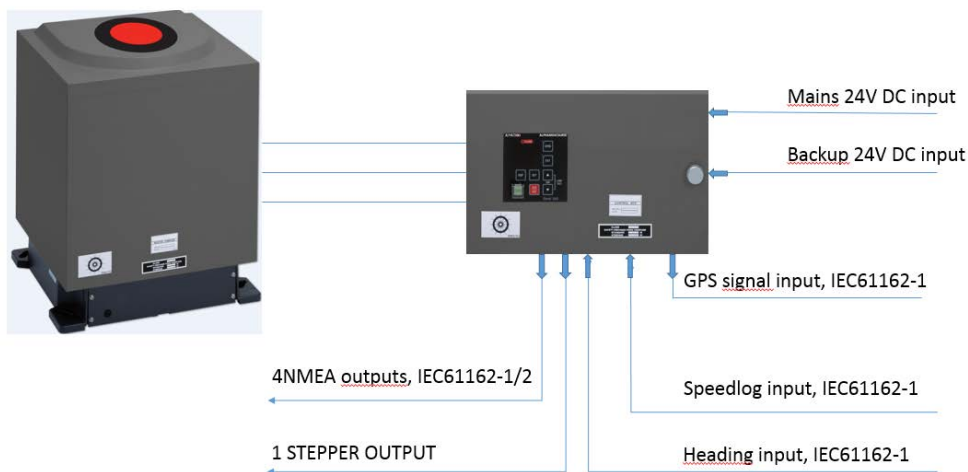 Mains 24V DC input
Backup 24V DC input
GPS signal input, IEC61162-1
4NMEA outputs, IEC61162-1/2
Speedlog input, IEC61162-1
1 STEPPER OUTPUT
Heading input, IEC61162-1